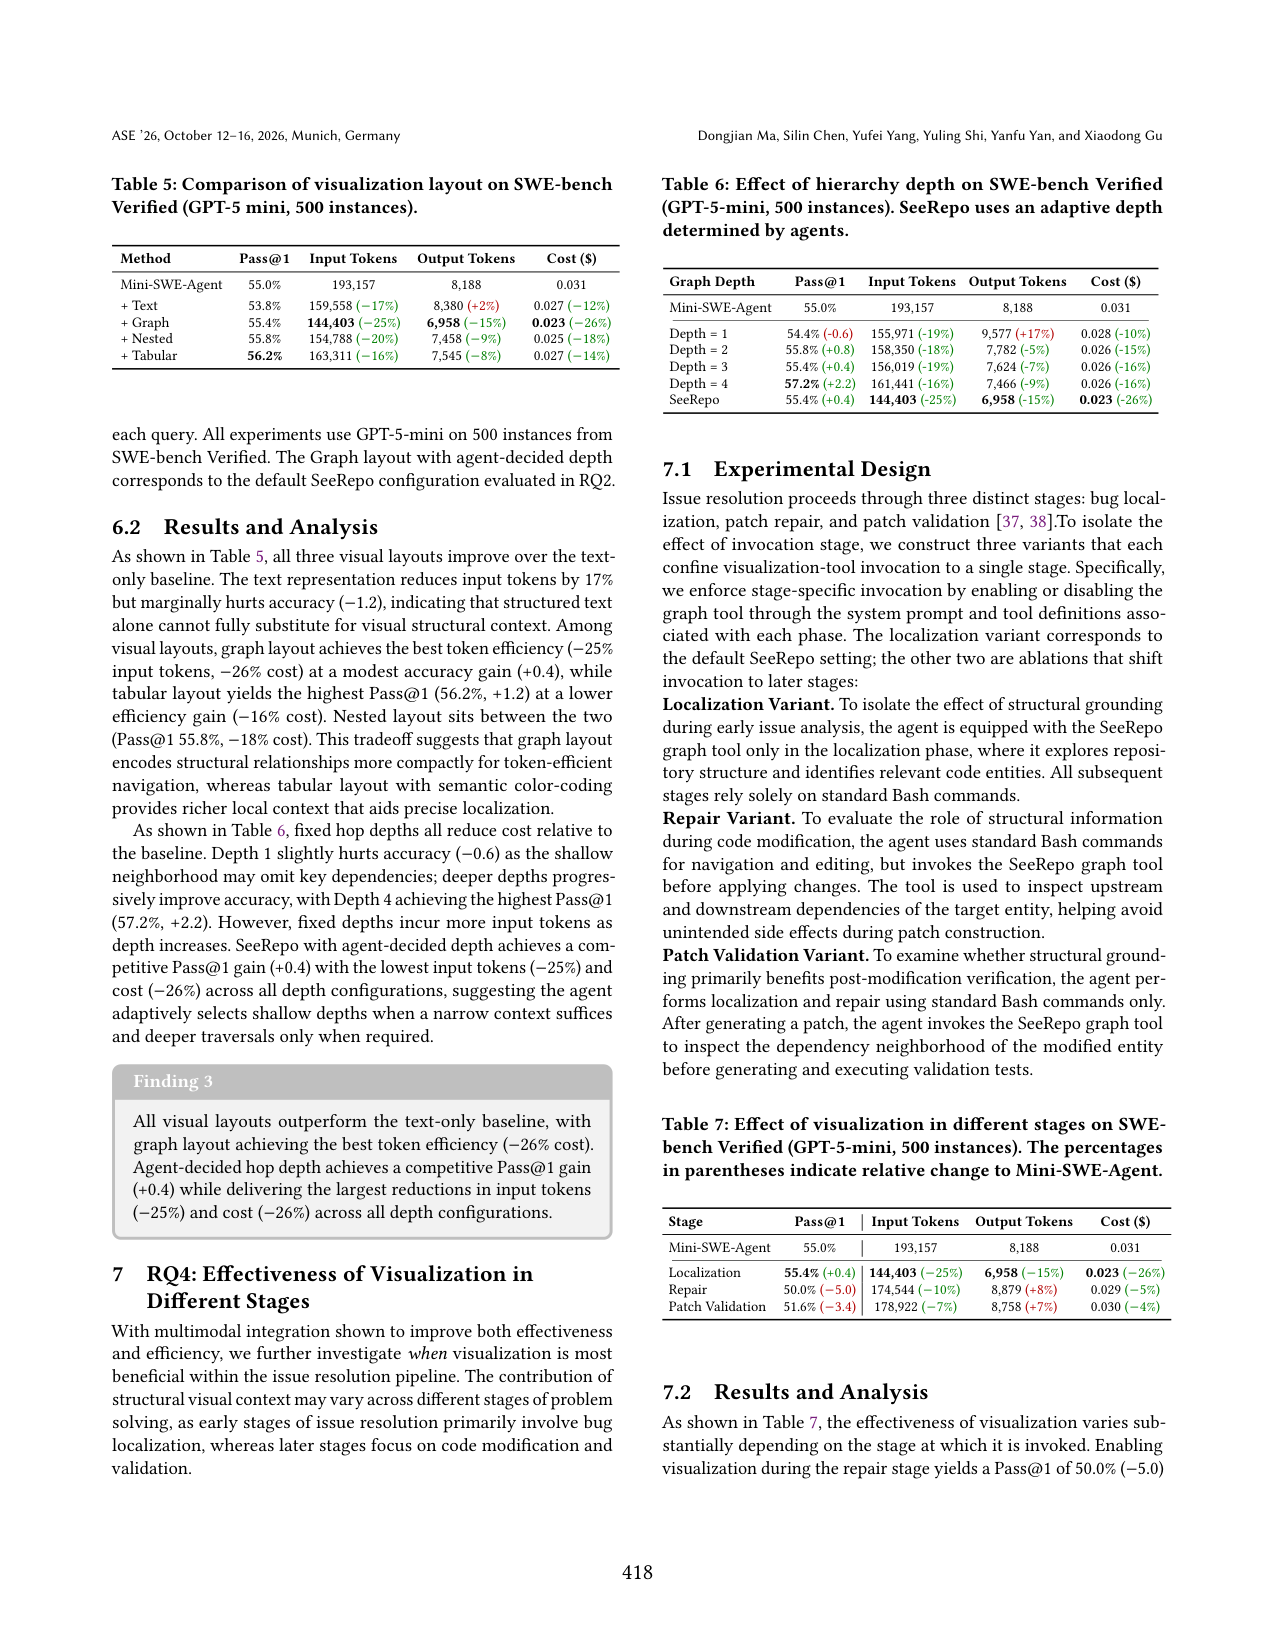 ASE '26, October 12–16, 2026, Munich, Germany
Dongjian Ma, Silin Chen, Yufei Yang, Yuling Shi, Yanfu Yan, and Xiaodong Gu
Table 5: Comparison of visualization layout on SWE-bench
Verified (GPT-5 mini, 500 instances).
Method Pass@1 Input Tokens Output Tokens Cost ($)
Mini-SWE-Agent 55.0% 193,157 8,188 0.031
+ Text 53.8% 159,558 (−17%) 8,380 (+2%) 0.027 (−12%)
+ Graph 55.4% 144,403 (−25%) 6,958 (−15%) 0.023 (−26%)
+ Nested 55.8% 154,788 (−20%) 7,458 (−9%) 0.025 (−18%)
+ Tabular 56.2% 163,311 (−16%) 7,545 (−8%) 0.027 (−14%)
each query. All experiments use GPT-5-mini on 500 instances from
SWE-bench Verified. The Graph layout with agent-decided depth
corresponds to the default SeeRepo configuration evaluated in RQ2.
6.2 Results and Analysis
As shown in Table 5, all three visual layouts improve over the text-
only baseline. The text representation reduces input tokens by 17%
but marginally hurts accuracy (−1.2), indicating that structured text
alone cannot fully substitute for visual structural context. Among
visual layouts, graph layout achieves the best token efficiency (−25%
input tokens, −26% cost) at a modest accuracy gain (+0.4), while
tabular layout yields the highest Pass@1 (56.2%, +1.2) at a lower
efficiency gain (−16% cost). Nested layout sits between the two
(Pass@1 55.8%, −18% cost). This tradeoff suggests that graph layout
encodes structural relationships more compactly for token-efficient
navigation, whereas tabular layout with semantic color-coding
provides richer local context that aids precise localization.
As shown in Table 6, fixed hop depths all reduce cost relative to
the baseline. Depth 1 slightly hurts accuracy (−0.6) as the shallow
neighborhood may omit key dependencies; deeper depths progres-
sively improve accuracy, with Depth 4 achieving the highest Pass@1
(57.2%, +2.2). However, fixed depths incur more input tokens as
depth increases. SeeRepo with agent-decided depth achieves a com-
petitive Pass@1 gain (+0.4) with the lowest input tokens (−25%) and
cost (−26%) across all depth configurations, suggesting the agent
adaptively selects shallow depths when a narrow context suffices
and deeper traversals only when required.
Finding 3
All visual layouts outperform the text-only baseline, with
graph layout achieving the best token efficiency (−26% cost).
Agent-decided hop depth achieves a competitive Pass@1 gain
(+0.4) while delivering the largest reductions in input tokens
(−25%) and cost (−26%) across all depth configurations.
7 RQ4: Effectiveness of Visualization in
Different Stages
With multimodal integration shown to improve both effectiveness
and efficiency, we further investigate when visualization is most
beneficial within the issue resolution pipeline. The contribution of
structural visual context may vary across different stages of problem
solving, as early stages of issue resolution primarily involve bug
localization, whereas later stages focus on code modification and
validation.
Table 6: Effect of hierarchy depth on SWE-bench Verified
(GPT-5-mini, 500 instances). SeeRepo uses an adaptive depth
determined by agents.
Graph Depth Pass@1 Input Tokens Output Tokens Cost ($)
Mini-SWE-Agent 55.0% 193,157 8,188 0.031
Depth = 1 54.4% (-0.6) 155,971 (-19%) 9,577 (+17%) 0.028 (-10%)
Depth = 2 55.8% (+0.8) 158,350 (-18%) 7,782 (-5%) 0.026 (-15%)
Depth = 3 55.4% (+0.4) 156,019 (-19%) 7,624 (-7%) 0.026 (-16%)
Depth = 4 57.2% (+2.2) 161,441 (-16%) 7,466 (-9%) 0.026 (-16%)
SeeRepo 55.4% (+0.4) 144,403 (-25%) 6,958 (-15%) 0.023 (-26%)
7.1 Experimental Design
Issue resolution proceeds through three distinct stages: bug local-
ization, patch repair, and patch validation [37, 38].To isolate the
effect of invocation stage, we construct three variants that each
confine visualization-tool invocation to a single stage. Specifically,
we enforce stage-specific invocation by enabling or disabling the
graph tool through the system prompt and tool definitions asso-
ciated with each phase. The localization variant corresponds to
the default SeeRepo setting; the other two are ablations that shift
invocation to later stages:
Localization Variant. To isolate the effect of structural grounding
during early issue analysis, the agent is equipped with the SeeRepo
graph tool only in the localization phase, where it explores reposi-
tory structure and identifies relevant code entities. All subsequent
stages rely solely on standard Bash commands.
Repair Variant. To evaluate the role of structural information
during code modification, the agent uses standard Bash commands
for navigation and editing, but invokes the SeeRepo graph tool
before applying changes. The tool is used to inspect upstream
and downstream dependencies of the target entity, helping avoid
unintended side effects during patch construction.
Patch Validation Variant. To examine whether structural ground-
ing primarily benefits post-modification verification, the agent per-
forms localization and repair using standard Bash commands only.
After generating a patch, the agent invokes the SeeRepo graph tool
to inspect the dependency neighborhood of the modified entity
before generating and executing validation tests.
Table 7: Effect of visualization in different stages on SWE-
bench Verified (GPT-5-mini, 500 instances). The percentages
in parentheses indicate relative change to Mini-SWE-Agent.
Stage Pass@1 Input Tokens Output Tokens Cost ($)
Mini-SWE-Agent 55.0% 193,157 8,188 0.031
Localization 55.4% (+0.4) 144,403 (−25%) 6,958 (−15%) 0.023 (−26%)
Repair 50.0% (−5.0) 174,544 (−10%) 8,879 (+8%) 0.029 (−5%)
Patch Validation 51.6% (−3.4) 178,922 (−7%) 8,758 (+7%) 0.030 (−4%)
7.2 Results and Analysis
As shown in Table 7, the effectiveness of visualization varies sub-
stantially depending on the stage at which it is invoked. Enabling
visualization during the repair stage yields a Pass@1 of 50.0% (−5.0)
418